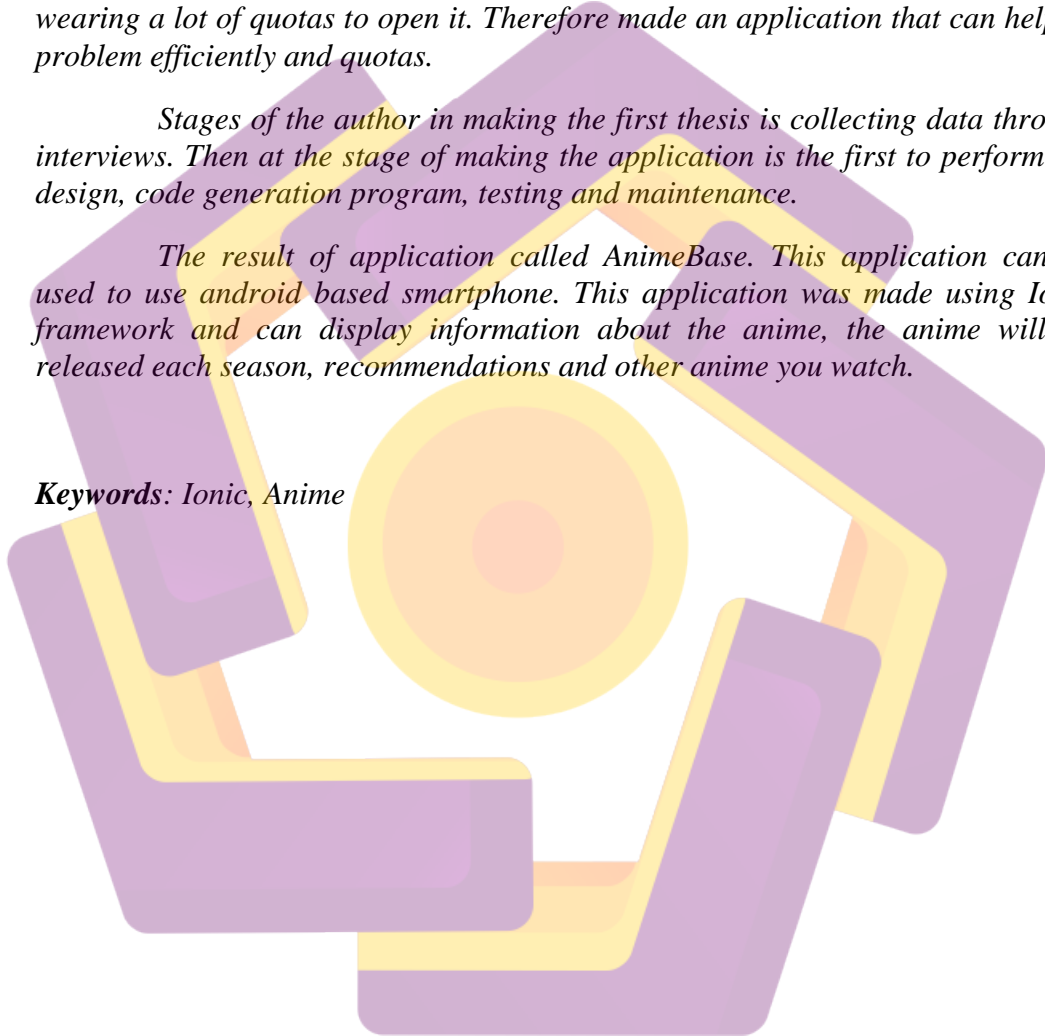 wearing a lot of quotas to open it. Therefore made an application that can help
problem efficiently and quotas.
Stages of the author in making the first thesis is collecting data thro
interviews. Then at the stage of making the application is the first to perform
design, code generation program, testing and maintenance.
The result of application called AnimeBase. This application can
used to use android based smartphone. This application was made using Io
framework and can display information about the anime, the anime will
released each season, recommendations and other anime you watch.
Keywords: Ionic, Anime